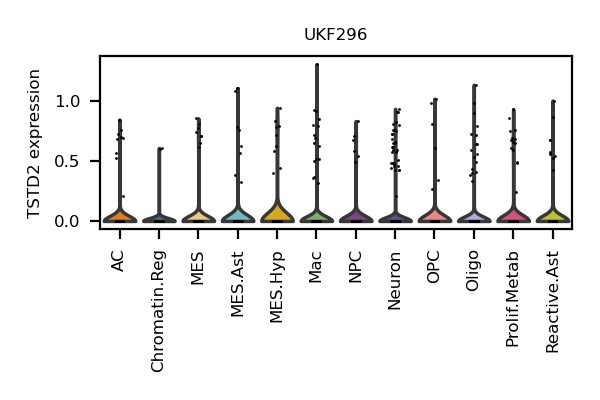 UKF296
TSTD2 expression
1.0
0.5
0.0
AC
Chromatin.Reg
MES
MES.Ast
MES.Hyp
Mac
NPC
Neuron
OPC
Oligo
Prolif.Metab
Reactive.Ast